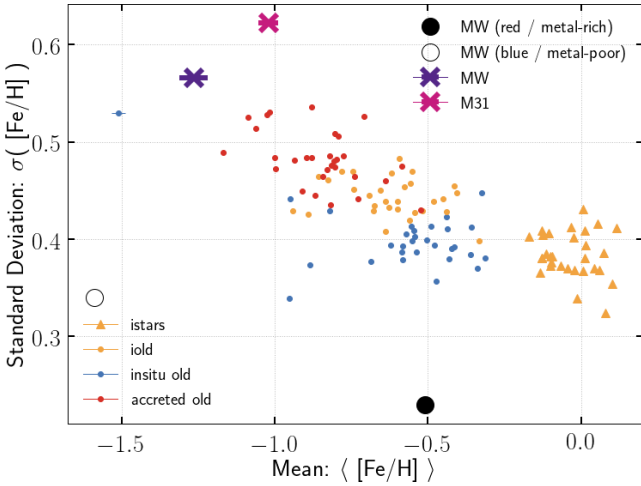 MW (red / metal-rich)
MW (blue / metal-poor)
MW
M31
0.6
0.5
0.4
0.3
Standard Deviation: σ( [Fe/H] )
istars
iold
insitu old
accreted old
−1.5
−1.0
−0.5
0.0
Mean: ⟨ [Fe/H] ⟩